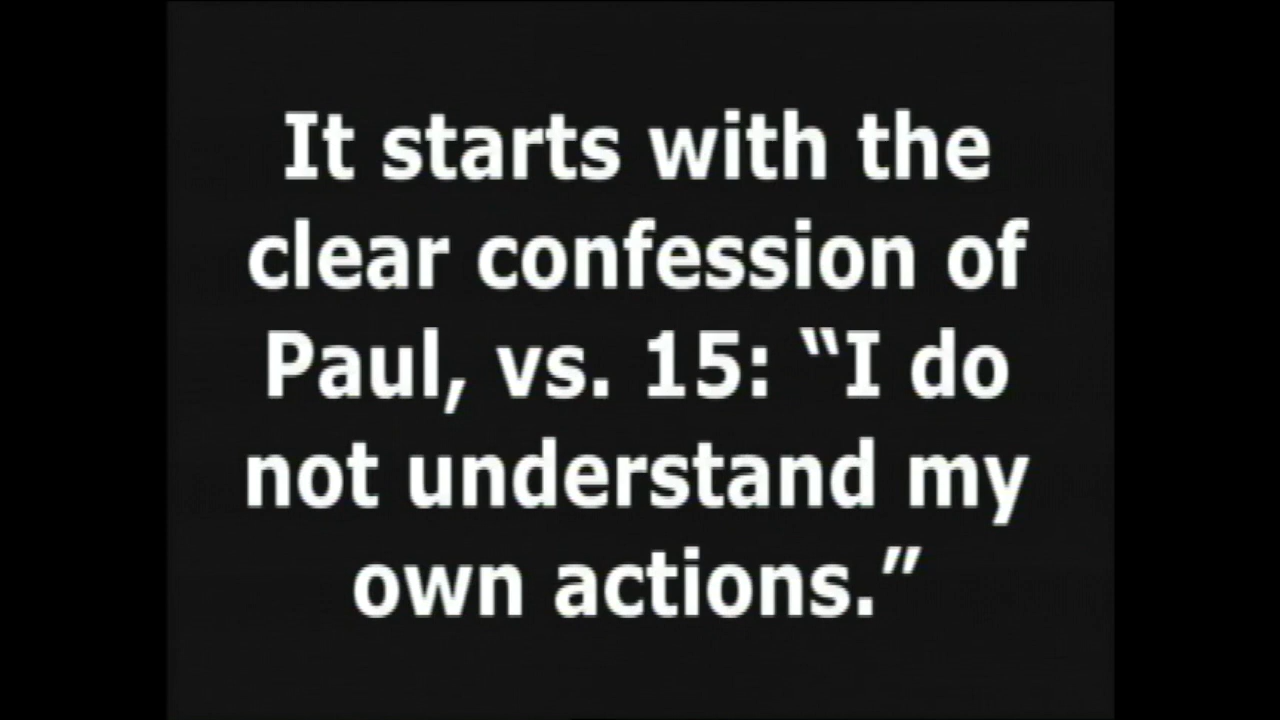 It starts with the
clear confession of
Paul, vs. 15: “I do
not understand my
own actions.”